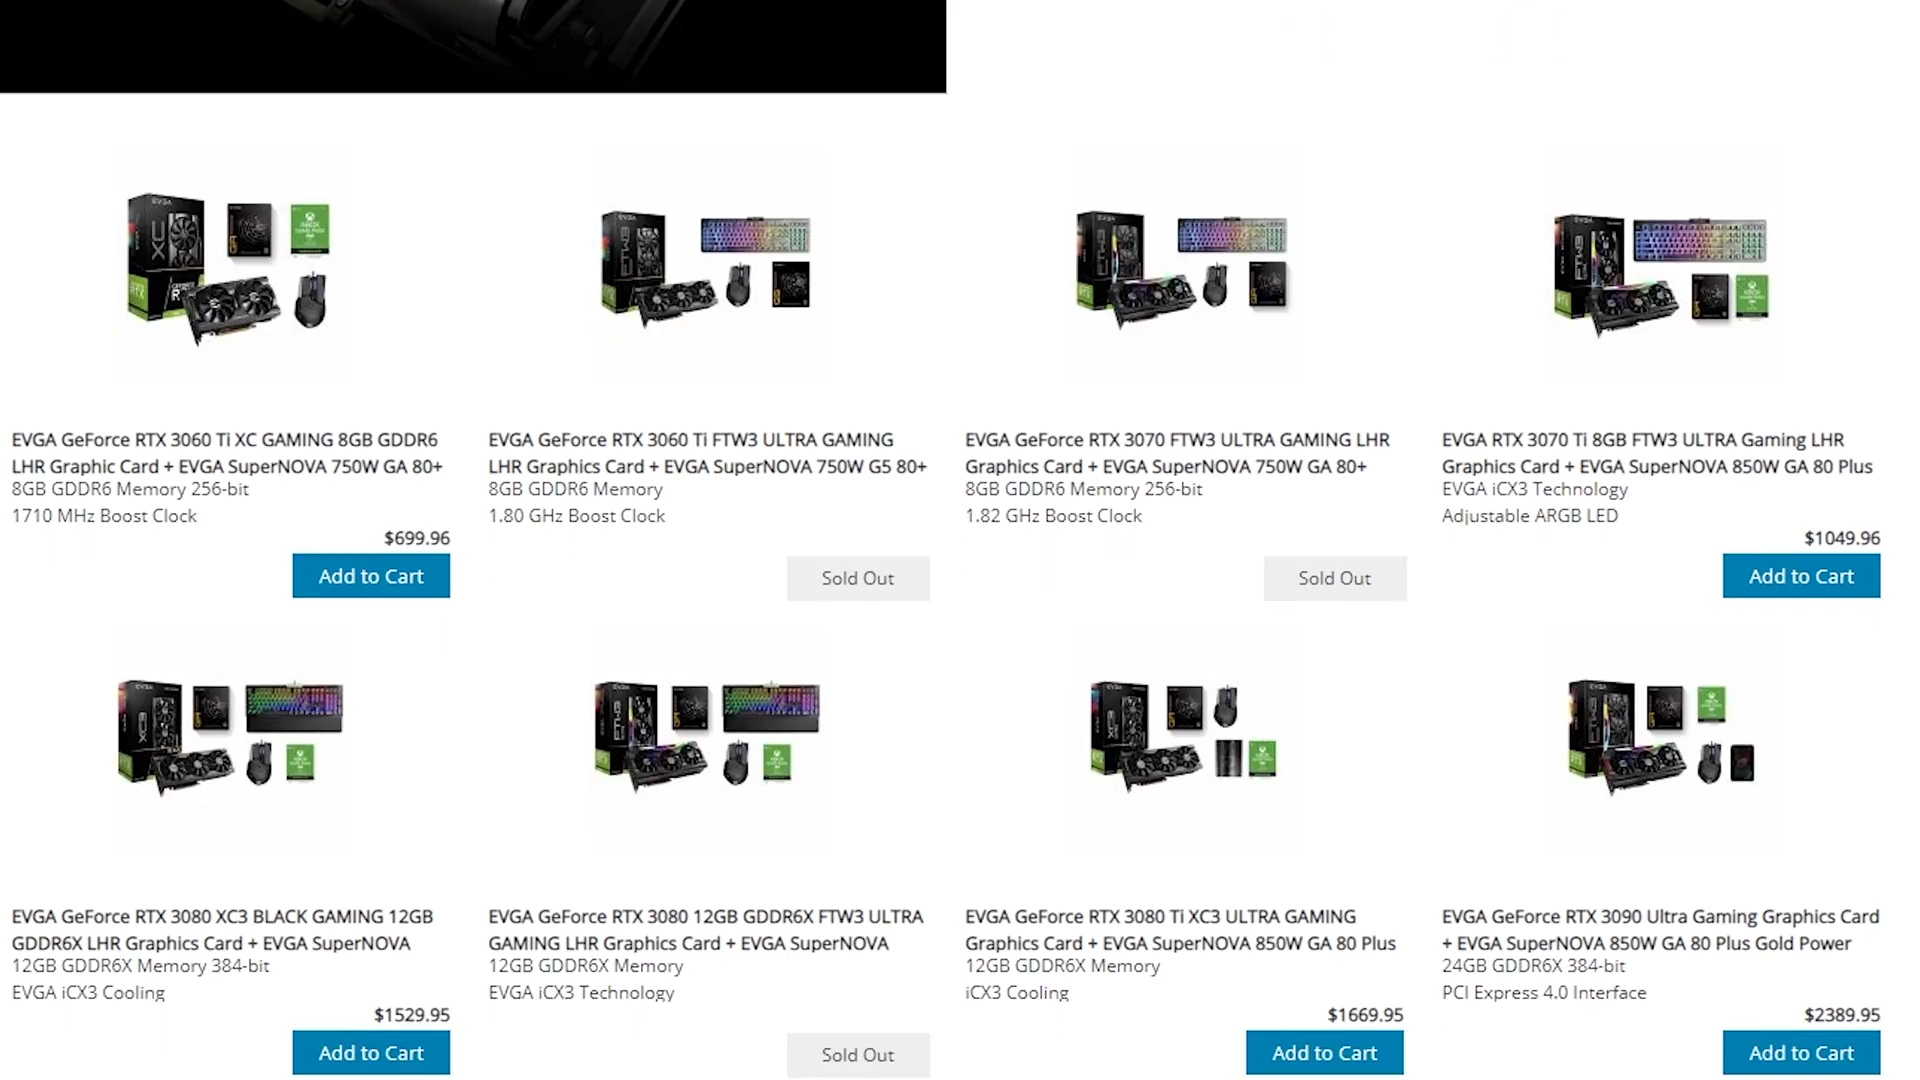 EVGA GeForce RTX 3060 Ti XC GAMING 8GB GDDR6
LHR Graphic Card + EVGA SuperNOVA 750W GA 80+
8GB GDDR6 Memory 256-bit
1710 MHz Boost Clock
$699.96
Add to Cart
EVGA GeForce RTX 3060 Ti FTW3 ULTRA GAMING
LHR Graphics Card + EVGA SuperNOVA 750W G5 80+
8GB GDDR6 Memory
1.80 GHz Boost Clock
Sold Out
EVGA GeForce RTX 3070 FTW3 ULTRA GAMING LHR
Graphics Card + EVGA SuperNOVA 750W GA 80+
8GB GDDR6 Memory 256-bit
1.82 GHz Boost Clock
Sold Out
EVGA RTX 3070 Ti 8GB FTW3 ULTRA Gaming LHR
Graphics Card + EVGA SuperNOVA 850W GA 80 Plus
EVGA iCX3 Technology
Adjustable ARGB LED
$1049.96
Add to Cart
EVGA GeForce RTX 3080 XC3 BLACK GAMING 12GB
GDDR6X LHR Graphics Card + EVGA SuperNOVA
12GB GDDR6X Memory 384-bit
EVGA iCX3 Cooling
$1529.95
Add to Cart
EVGA GeForce RTX 3080 12GB GDDR6X FTW3 ULTRA
GAMING LHR Graphics Card + EVGA SuperNOVA
12GB GDDR6X Memory
EVGA iCX3 Technology
Sold Out
EVGA GeForce RTX 3080 Ti XC3 ULTRA GAMING
Graphics Card + EVGA SuperNOVA 850W GA 80 Plus
12GB GDDR6X Memory
iCX3 Cooling
$1669.95
Add to Cart
EVGA GeForce RTX 3090 Ultra Gaming Graphics Card
+ EVGA SuperNOVA 850W GA 80 Plus Gold Power
24GB GDDR6X 384-bit
PCI Express 4.0 Interface
$2389.95
Add to Cart